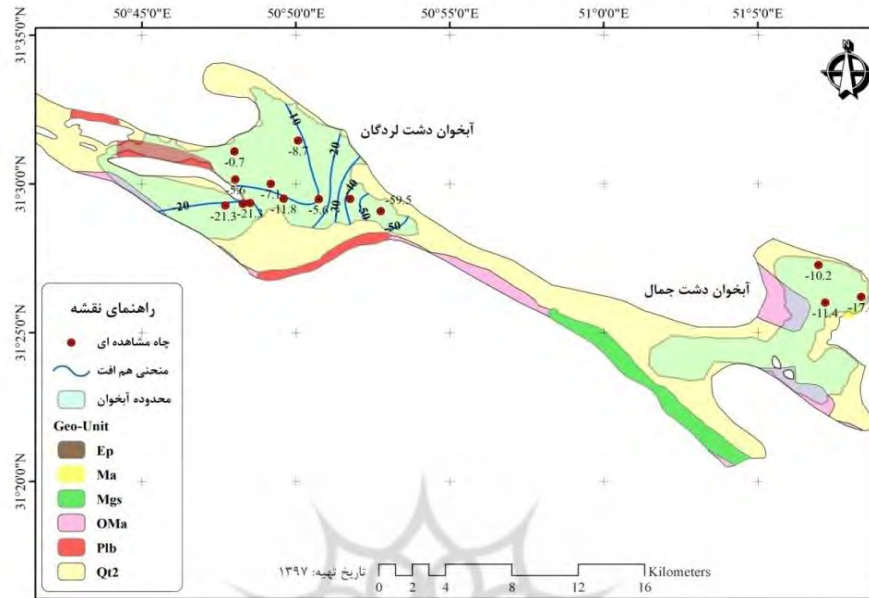 50°45'0"E
50°50'0"E
50°55'0"E
51°0'0"E
51°5'0"E
31°35'0"N
31°30'0"N
31°25'0"N
31°20'0"N
آبخوان دشت لردگان
-10
-20
-8.7
-0.7
-40
-59.5
-5.6
-7.1
-20
-21.3
-21.3
-11.8
-5.6
-30
-50
-50
آبخوان دشت جمال
-10.2
-11.4
راهنمای نقشه
چاه مشاهده ای
منحنی هم افت
محدوده آبخوان
Geo-Unit
Ep
Ma
Mgs
OMa
Plb
Qt2
تاریخ تهیه: ۱۳۹۷
Kilometers
0 2 4 8 12 16